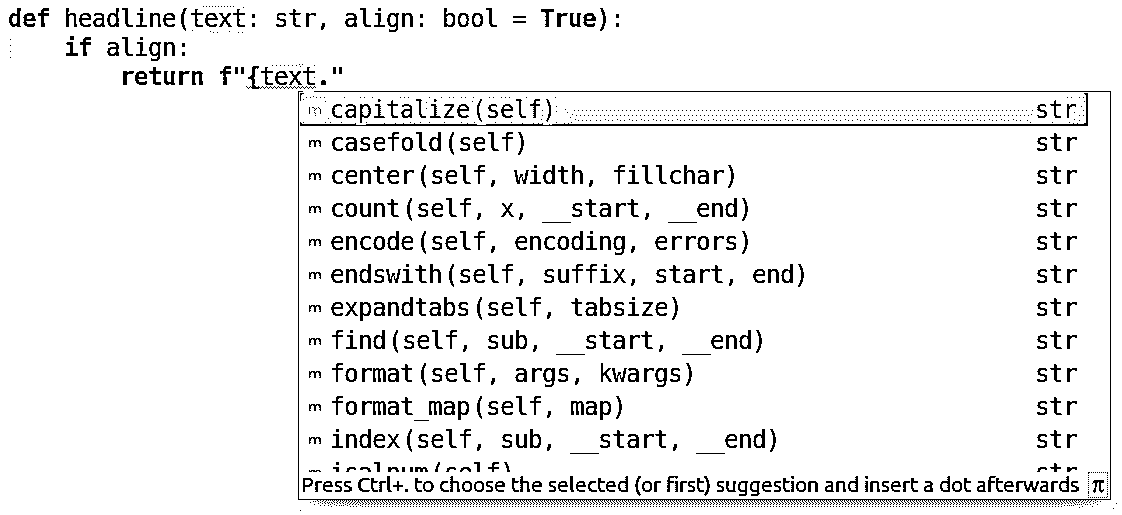 def headline(text: str, align: bool = True):
    if align:
        return f"{text."
m capitalize(self) str
m casefold(self) str
m center(self, width, fillchar) str
m count(self, x, __start, __end) str
m encode(self, encoding, errors) str
m endswith(self, suffix, start, end) str
m expandtabs(self, tabsize) str
m find(self, sub, __start, __end) str
m format(self, args, kwargs) str
m format_map(self, map) str
m index(self, sub, __start, __end) str
m isalnum(self) str
Press Ctrl+. to choose the selected (or first) suggestion and insert a dot afterwards π